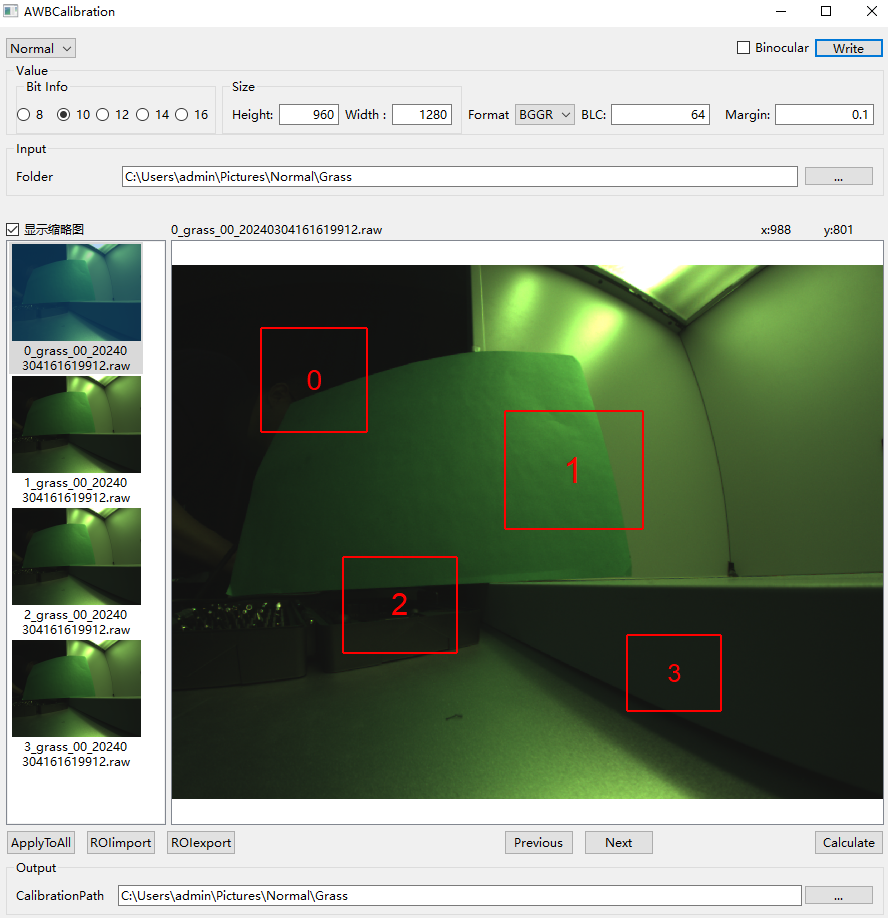 AWBCalibration
Normal
Binocular
Write
Value
Bit Info
8
10
12
14
16
Size
Height:
960
Width :
1280
Format
BGGR
BLC:
64
Margin:
0.1
Input
Folder
C:\Users\admin\Pictures\Normal\Grass
...
显示缩略图
0_grass_00_20240304161619912.raw
x:988
y:801
0_grass_00_20240
304161619912.raw
1_grass_00_20240
304161619912.raw
2_grass_00_20240
304161619912.raw
3_grass_00_20240
304161619912.raw
0
1
2
3
ApplyToAll
ROIimport
ROIexport
Previous
Next
Calculate
Output
CalibrationPath
C:\Users\admin\Pictures\Normal\Grass
...